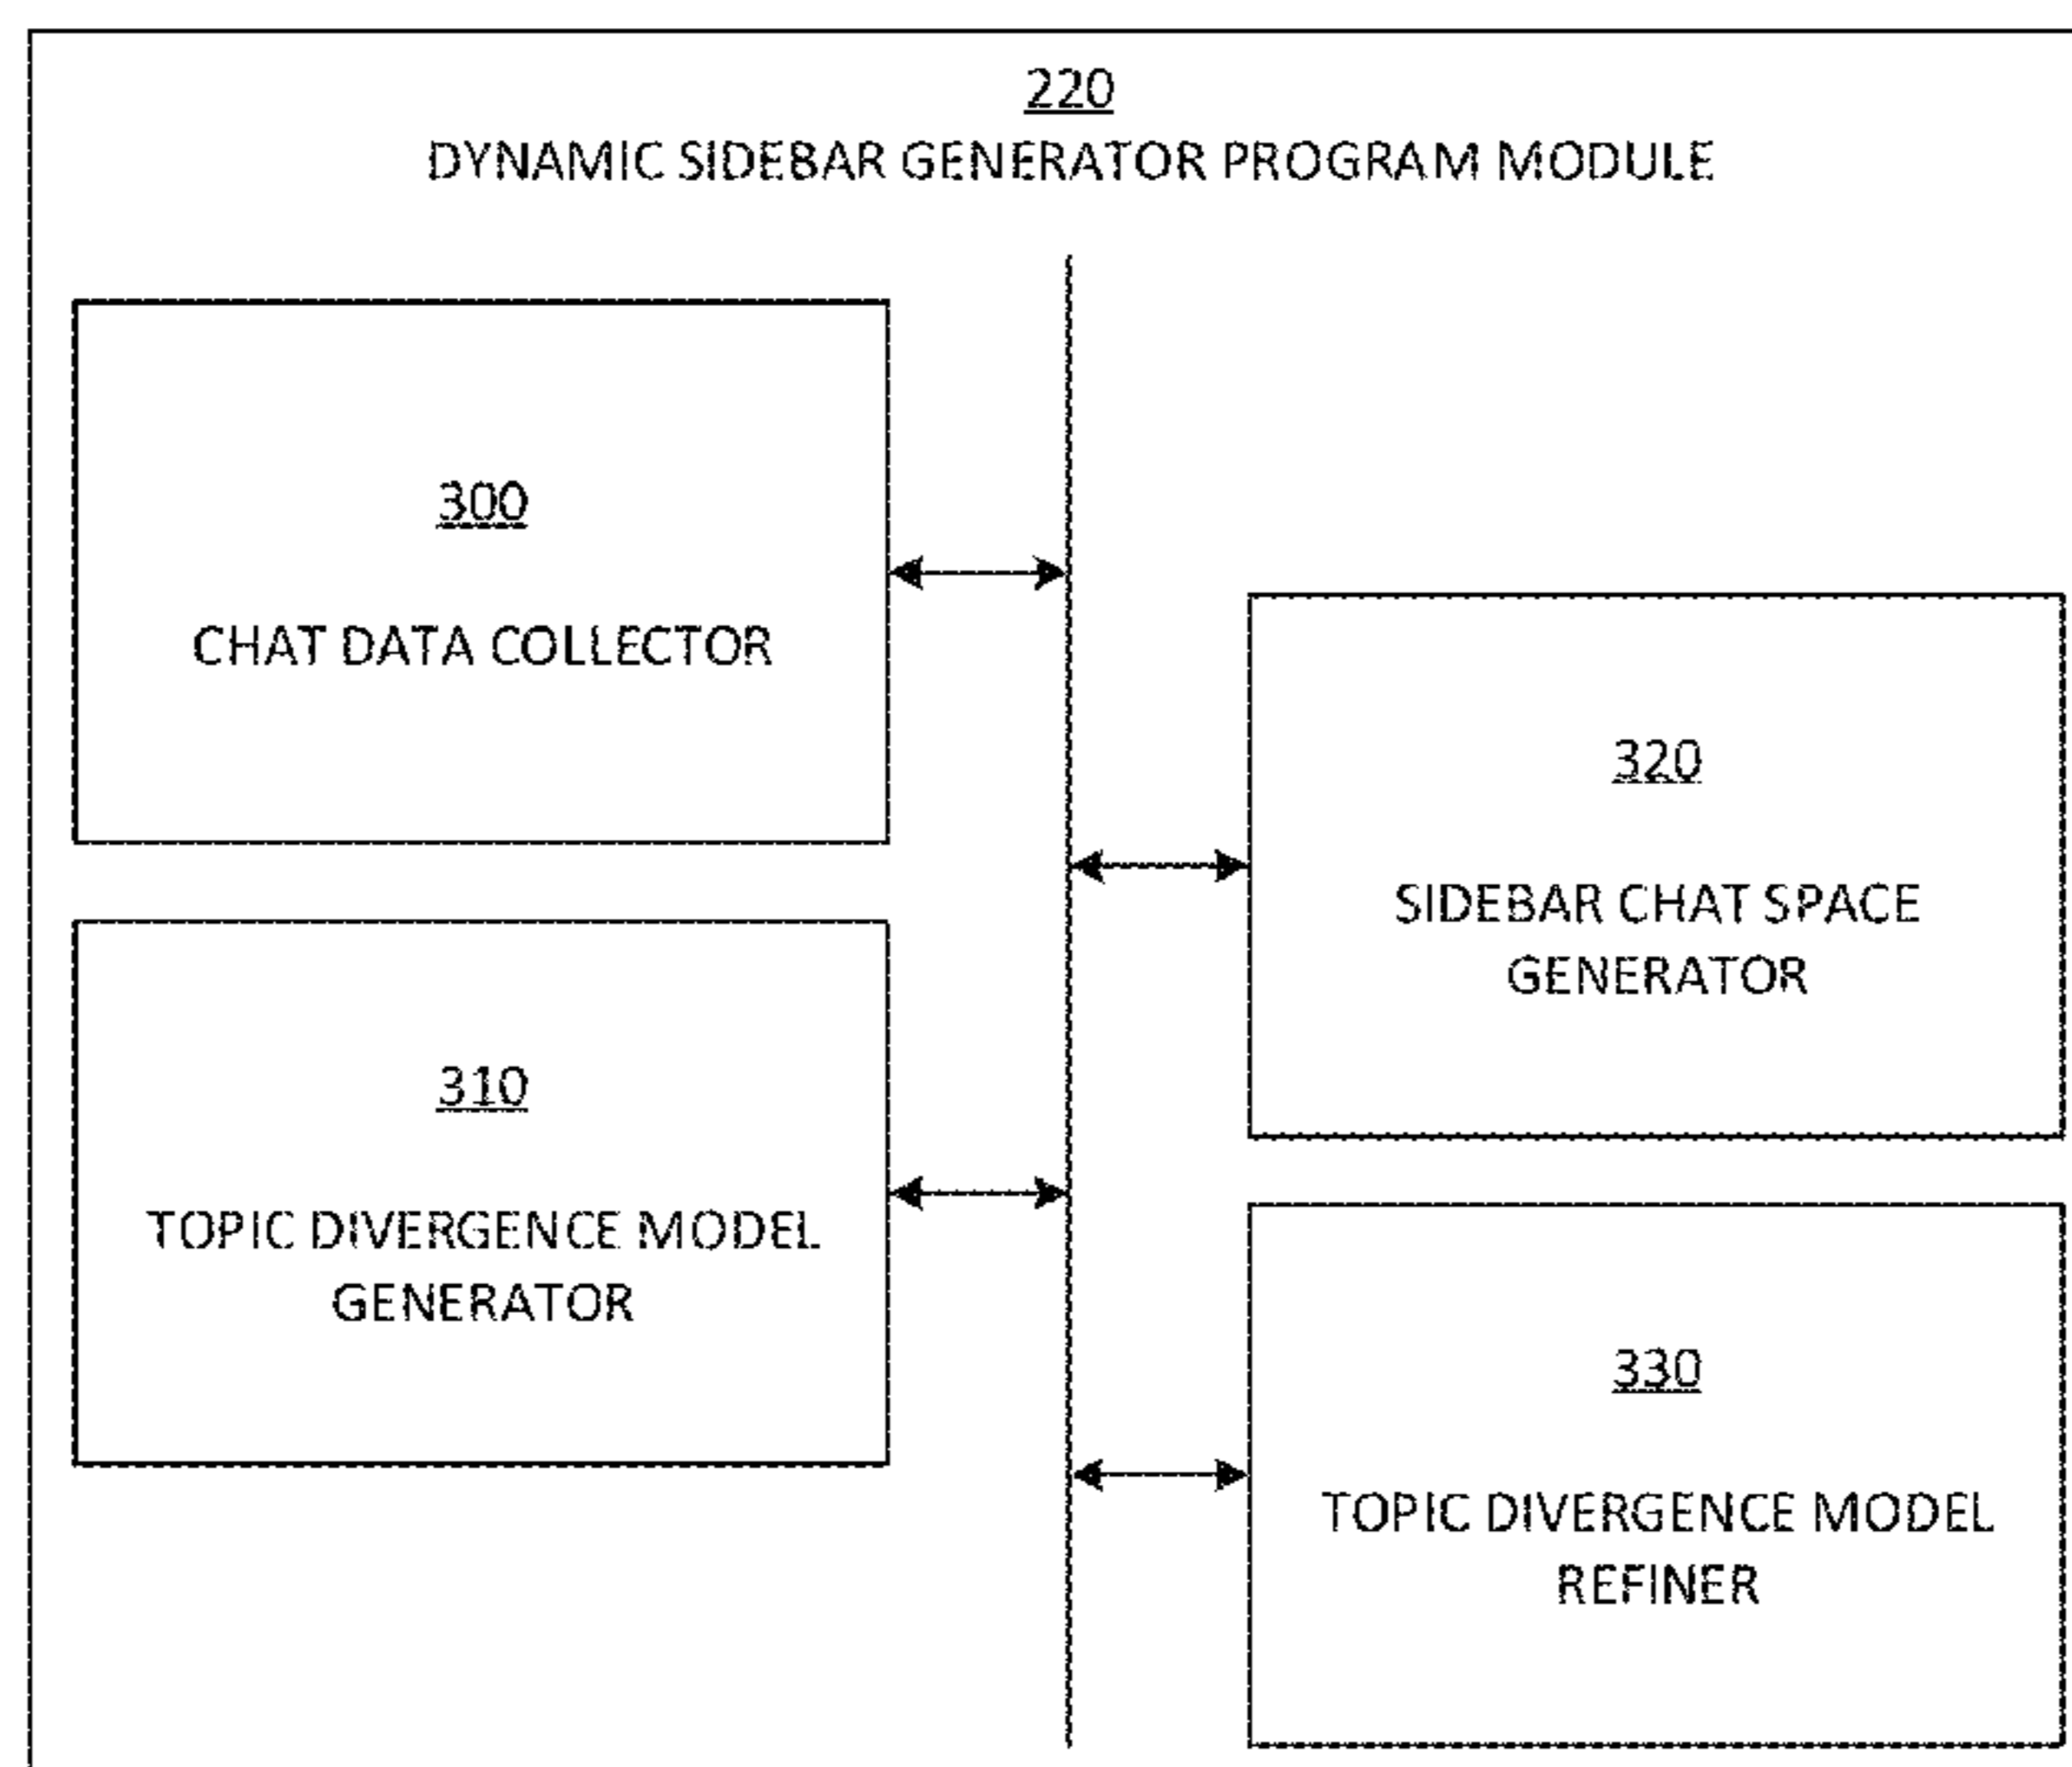 220
DYNAMIC SIDEBAR GENERATOR PROGRAM MODULE
300
CHAT DATA COLLECTOR
310
TOPIC DIVERGENCE MODEL
GENERATOR
320
SIDEBAR CHAT SPACE
GENERATOR
330
TOPIC DIVERGENCE MODEL
REFINER